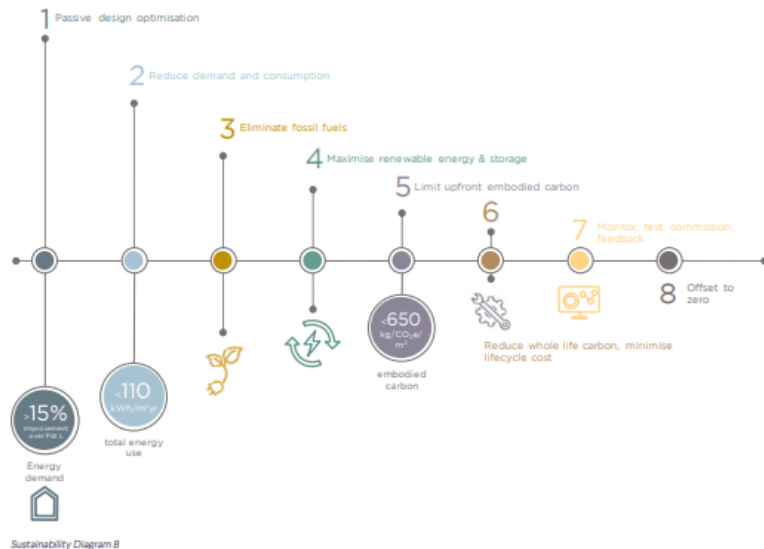 1 Passive design optimisation
2 Reduce demand and consumption
3 Eliminate fossil fuels
4 Maximise renewable energy & storage
5 Limit upfront embodied carbon
6
7 Monitor, test, commission,
feedback
8 Offset to
zero
<650
kg/CO₂e/
m²
embodied
carbon
Reduce whole life carbon, minimise
lifecycle cost
<110
kWh/m²yr
total energy
use
>15%
Improvement
over Pat L
Energy
demand
Sustainability Diagram B